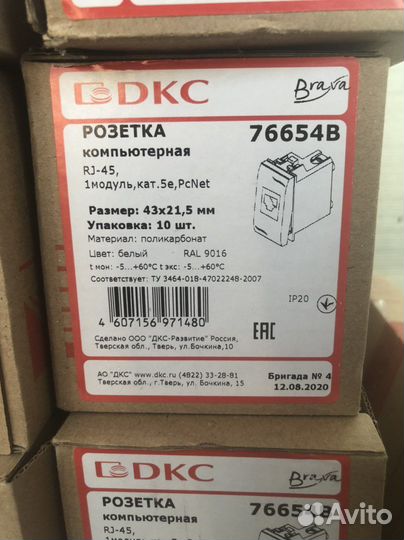 DKC
Brava
РОЗЕТКА 76654B
компьютерная
RJ-45,
1модуль,кат.5е,PcNet
Размер: 43x21,5 мм
Упаковка: 10 шт.
Материал: поликарбонат
Цвет: белый RAL 9016
t мон: -5...+60°C t экс: -5...+60°C
Соответствует: ТУ 3464-018-47022248-2007
IP20
4 607156 971480
EAC
Сделано ООО "ДКС-Развитие" Россия,
Тверская обл., Тверь, ул.Бочкина,10
АО "ДКС" www.dkc.ru (4822) 33-28-81
Тверская обл., г.Тверь, ул.Бочкина, 15
Бригада № 4
12.08.2020
DKC
Brava
РОЗЕТКА 76654B
компьютерная
RJ-45,
Avito